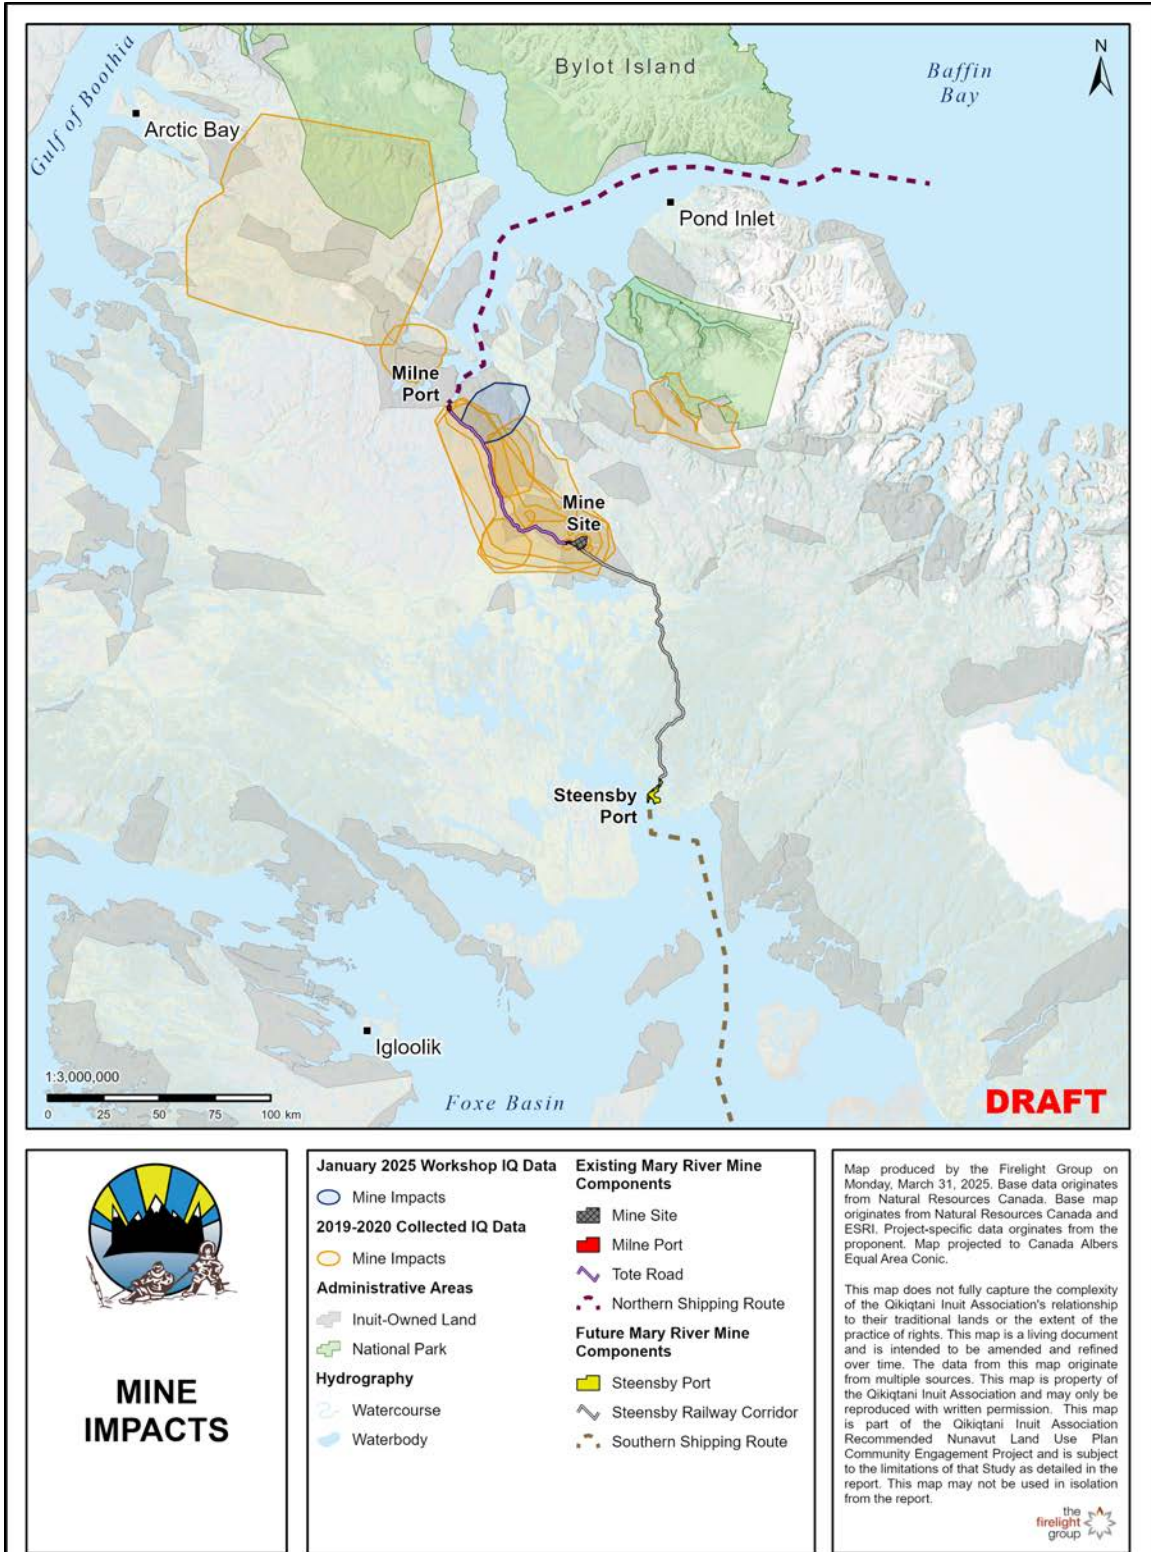 Bylot Island
Baffin
Bay
N
Gulf of Boothia
Arctic Bay
Pond Inlet
Milne
Port
Mine
Site
Steensby
Port
Igloolik
1:3,000,000
0 25 50 75 100 km
Foxe Basin
DRAFT
MINE
IMPACTS
January 2025 Workshop IQ Data
Mine Impacts
2019-2020 Collected IQ Data
Mine Impacts
Administrative Areas
Inuit-Owned Land
National Park
Hydrography
Watercourse
Waterbody
Existing Mary River Mine
Components
Mine Site
Milne Port
Tote Road
Northern Shipping Route
Future Mary River Mine
Components
Steensby Port
Steensby Railway Corridor
Southern Shipping Route
Map produced by the Firelight Group on
Monday, March 31, 2025. Base data originates
from Natural Resources Canada. Base map
originates from Natural Resources Canada and
ESRI. Project-specific data orginates from the
proponent. Map projected to Canada Albers
Equal Area Conic.
This map does not fully capture the complexity
of the Qikiqtani Inuit Association's relationship
to their traditional lands or the extent of the
practice of rights. This map is a living document
and is intended to be amended and refined
over time. The data from this map originate
from multiple sources. This map is property of
the Qikiqtani Inuit Association and may only be
reproduced with written permission. This map
is part of the Qikiqtani Inuit Association
Recommended Nunavut Land Use Plan
Community Engagement Project and is subject
to the limitations of that Study as detailed in the
report. This map may not be used in isolation
from the report.
the
firelight
group